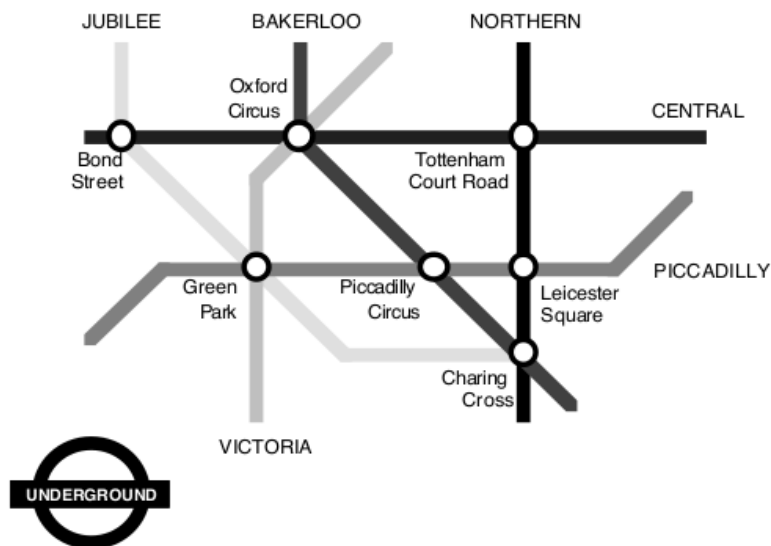 JUBILEE
BAKERLOO
NORTHERN
Oxford
Circus
CENTRAL
Bond
Street
Tottenham
Court Road
Green
Park
Piccadilly
Circus
Leicester
Square
PICCADILLY
Charing
Cross
VICTORIA
UNDERGROUND